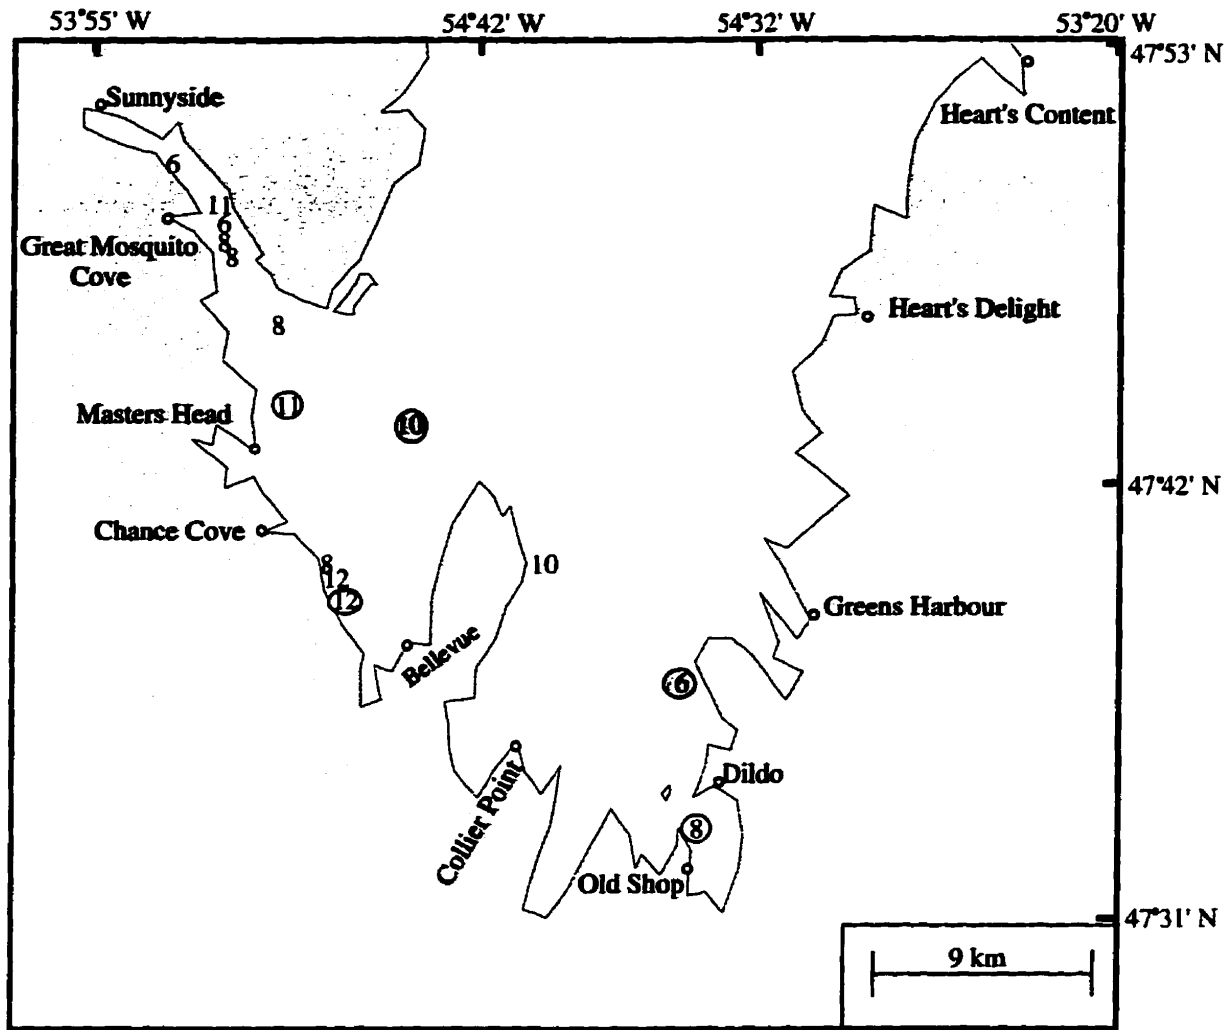 53°55' W
54°42' W
54°32' W
53°20' W
47°53' N
Sunnyside
Heart's Content
6
11
6
8
8
Great Mosquito
Cove
8
Heart's Delight
11
Masters Head
10
47°42' N
Chance Cove
8
10
12
12
Greens Harbour
Bellevue
6
Dildo
Collier Point
8
Old Shop
47°31' N
9 km